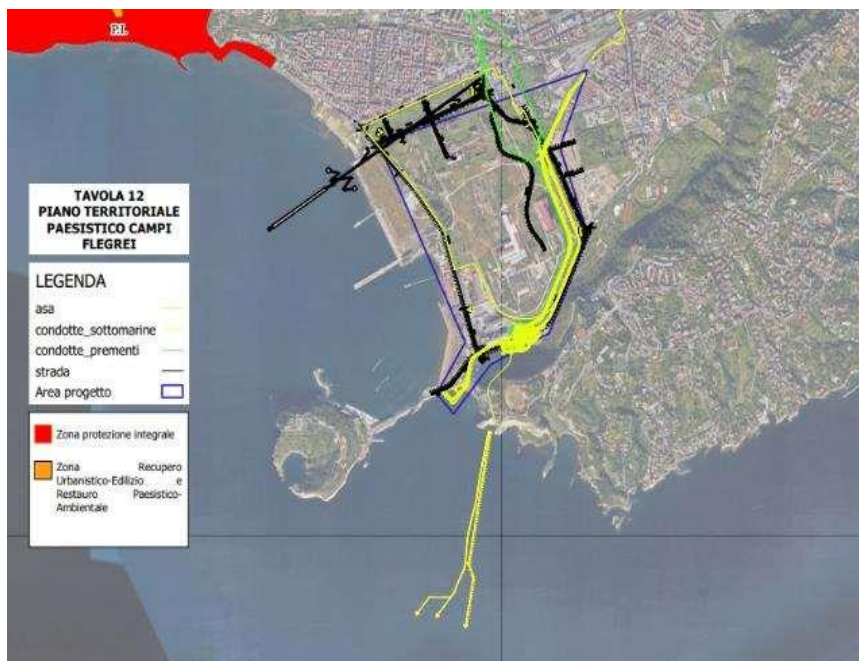 P.I.
TAVOLA 12
PIANO TERRITORIALE
PAESISTICO CAMPI
FLEGREI
LEGENDA
asa
condotte_sottomarine
condotte_prementi
strada
Area progetto
Zona protezione integrale
Zona Recupero
Urbanistico-Edilizio e
Restauro Paesistico-
Ambientale